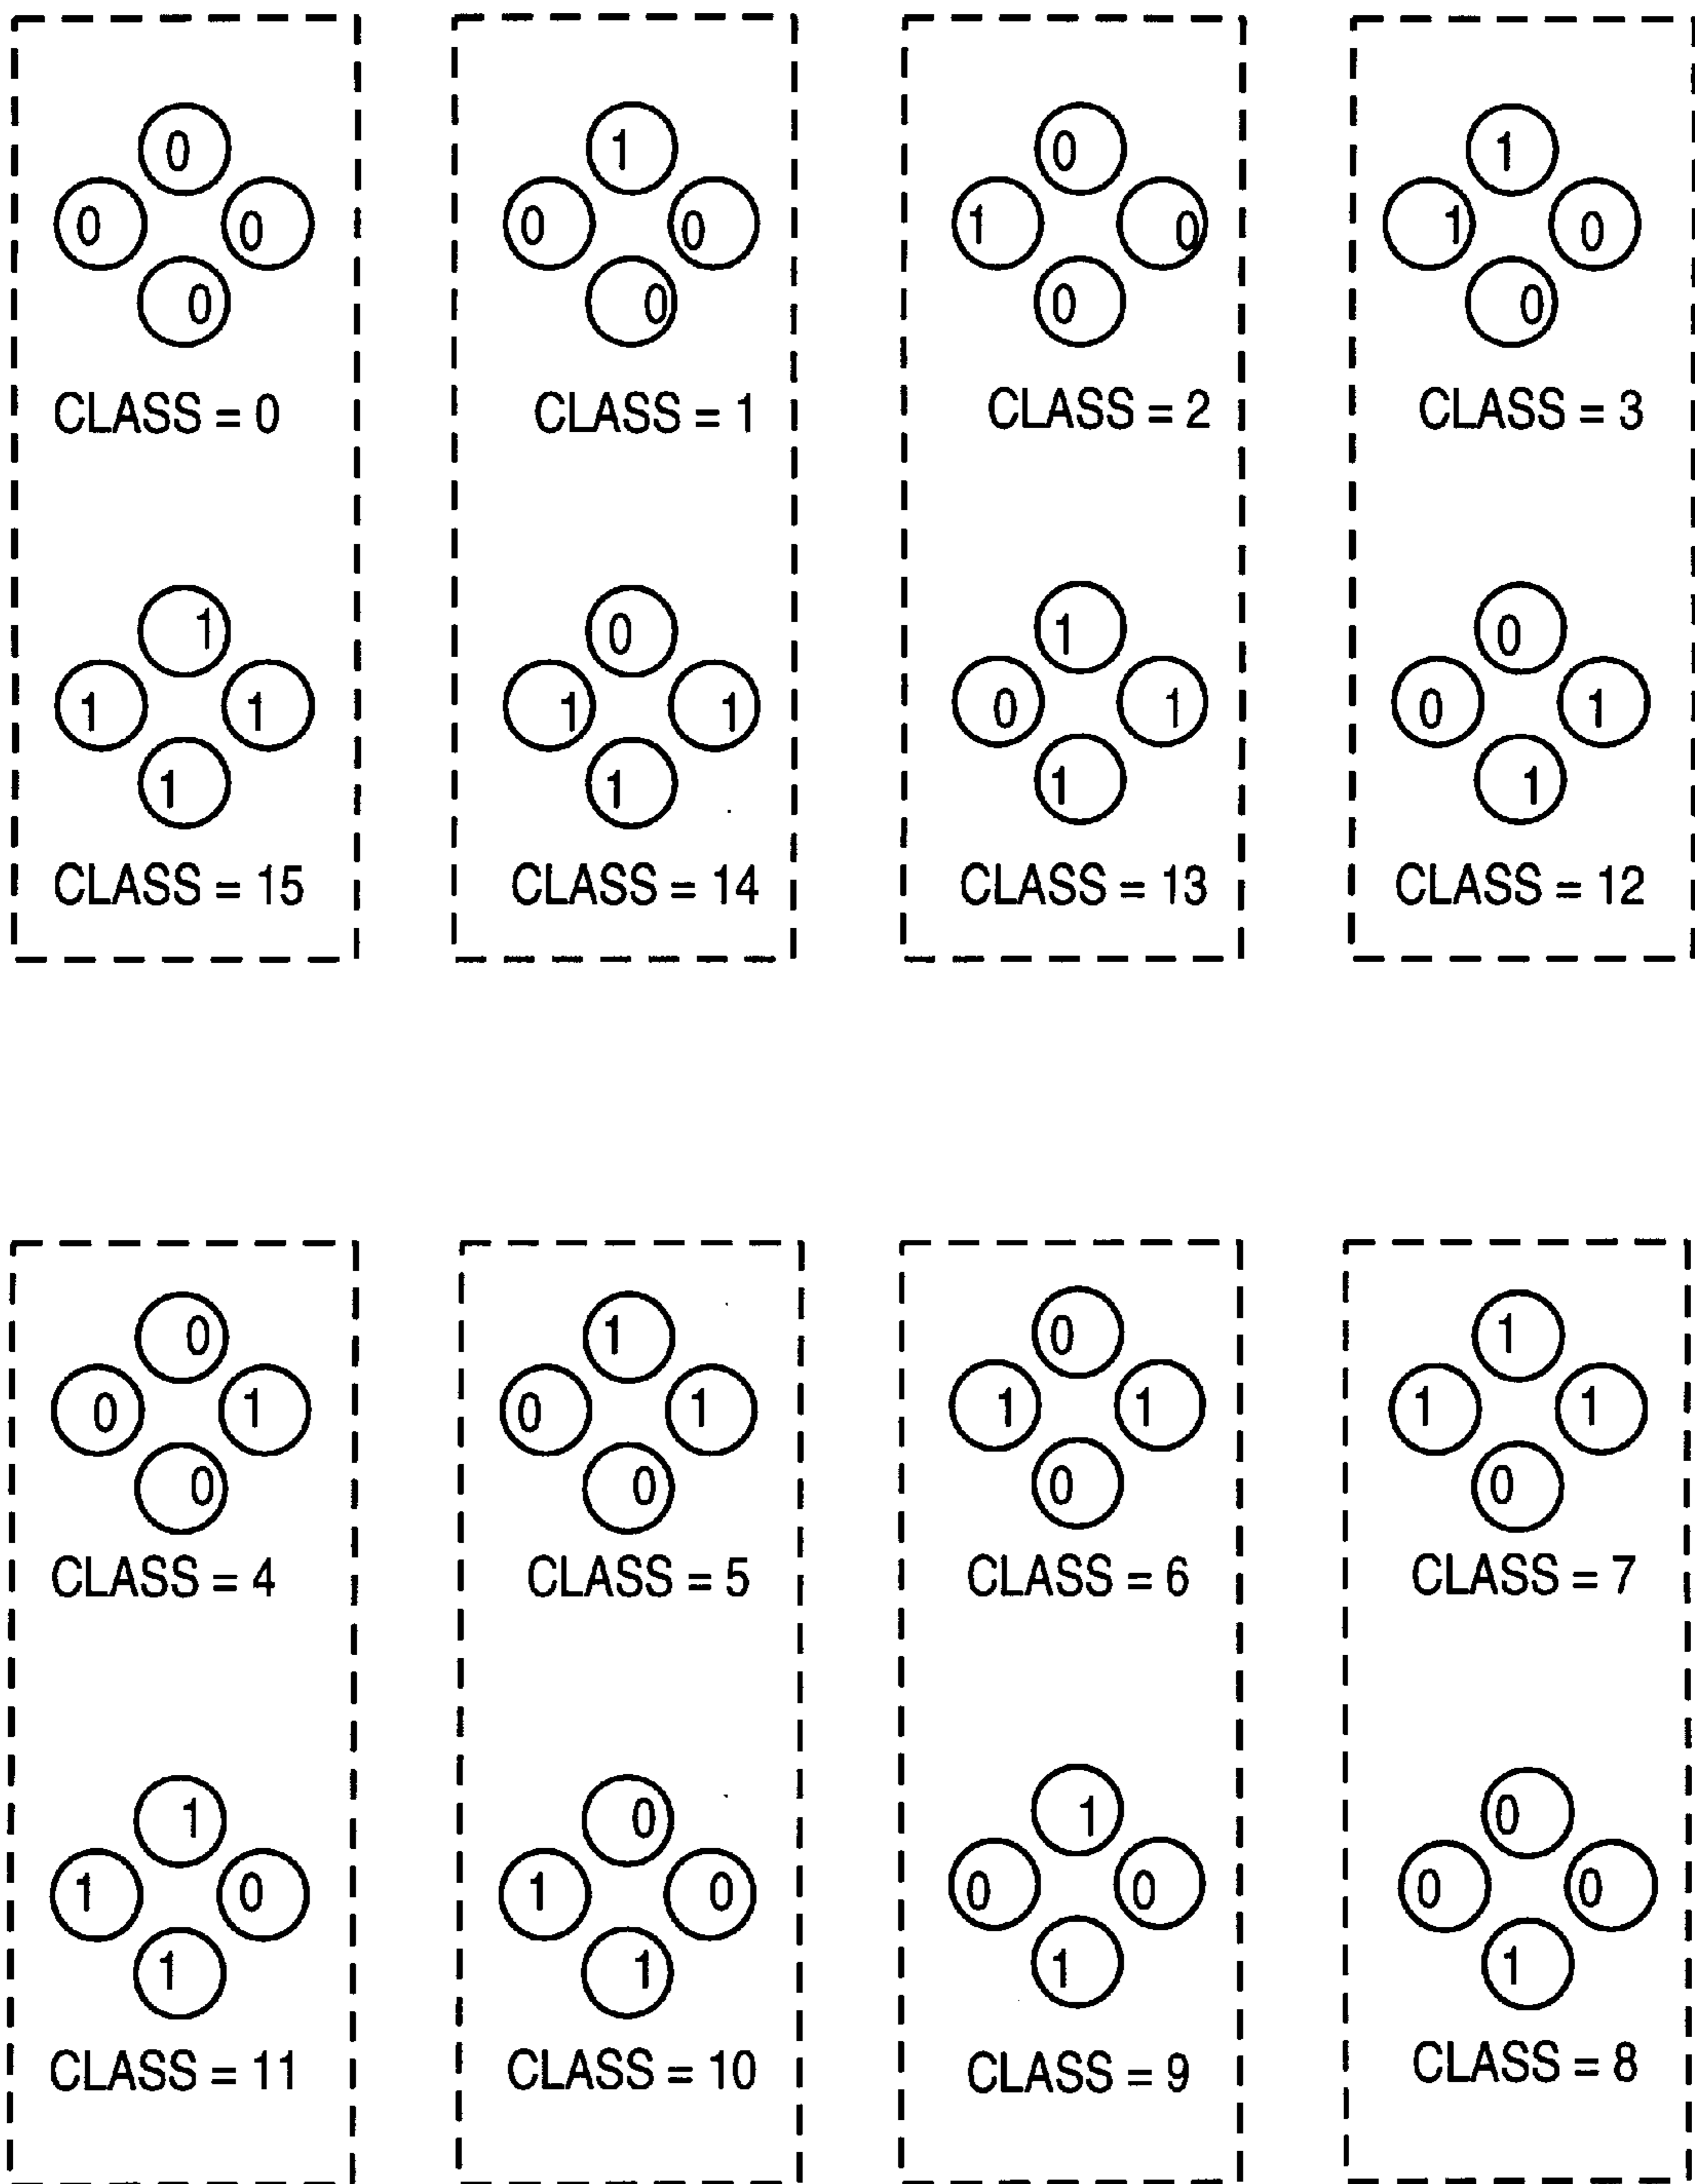 0 1 0 1
0 0 0 0 1 0 1 0
0 0 0 0
CLASS = 0 CLASS = 1 CLASS = 2 CLASS = 3
1 0 1 0
1 1 1 1 0 1 0 1
1 1 1 1
CLASS = 15 CLASS = 14 CLASS = 13 CLASS = 12
0 1 0 1
0 1 0 1 1 1 1 1
0 0 0 0
CLASS = 4 CLASS = 5 CLASS = 6 CLASS = 7
1 0 1 0
1 0 1 0 0 0 0 0
1 1 1 1
CLASS = 11 CLASS = 10 CLASS = 9 CLASS = 8